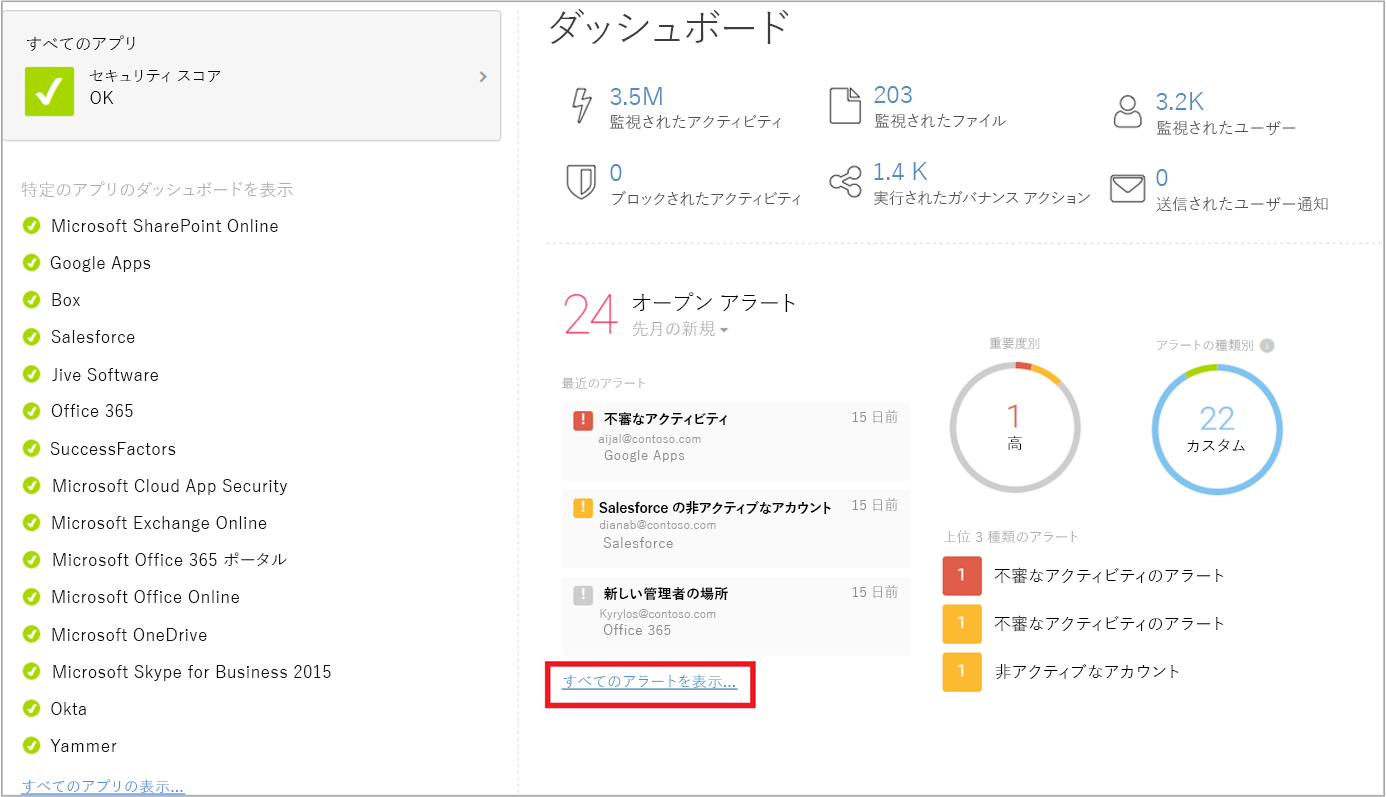 すべてのアプリ
セキュリティ スコア
OK
特定のアプリのダッシュボードを表示
Microsoft SharePoint Online
Google Apps
Box
Salesforce
Jive Software
Office 365
SuccessFactors
Microsoft Cloud App Security
Microsoft Exchange Online
Microsoft Office 365 ポータル
Microsoft Office Online
Microsoft OneDrive
Microsoft Skype for Business 2015
Okta
Yammer
すべてのアプリの表示...
ダッシュボード
3.5M
監視されたアクティビティ
203
監視されたファイル
3.2K
監視されたユーザー
0
ブロックされたアクティビティ
1.4 K
実行されたガバナンス アクション
0
送信されたユーザー通知
24
オープン アラート
先月の新規
最近のアラート
! 不審なアクティビティ 15 日前
aijal@contoso.com
Google Apps
! Salesforce の非アクティブなアカウント 15 日前
dianab@contoso.com
Salesforce
! 新しい管理者の場所 15 日前
Kyrylos@contoso.com
Office 365
すべてのアラートを表示...
重要度別
1
高
アラートの種類別 i
22
カスタム
上位 3 種類のアラート
1 不審なアクティビティのアラート
1 不審なアクティビティのアラート
1 非アクティブなアカウント